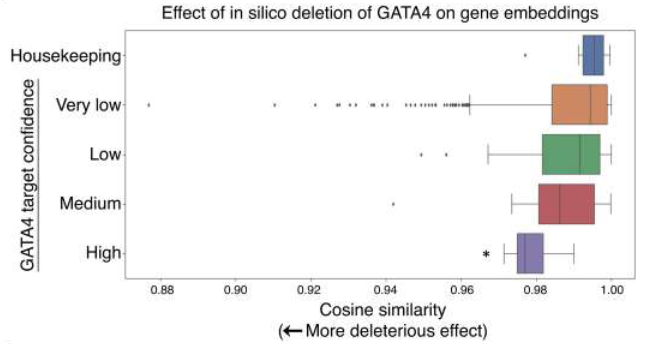 Effect of in silico deletion of GATA4 on gene embeddings
Housekeeping
GATA4 target confidence
Very low
Low
Medium
High
*
0.88 0.90 0.92 0.94 0.96 0.98 1.00
Cosine similarity
(← More deleterious effect)